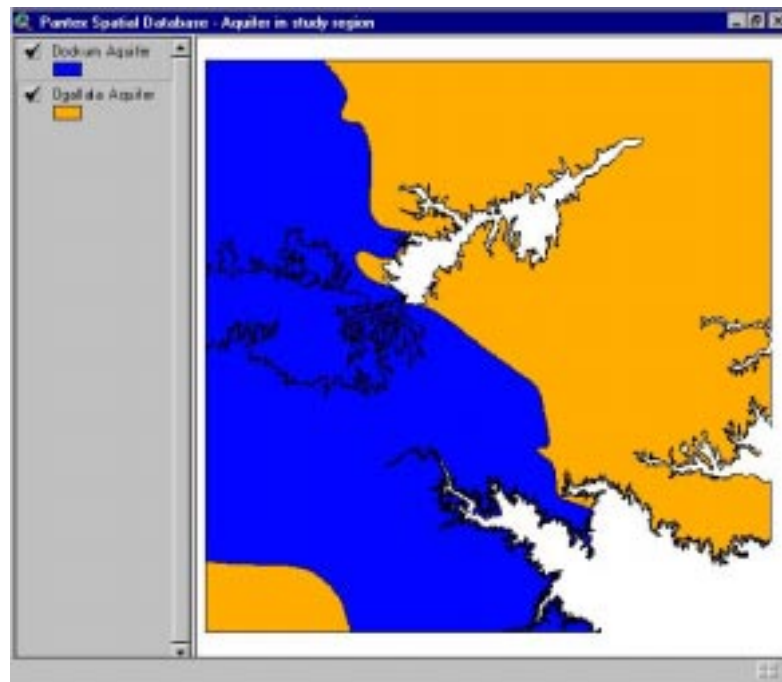 Pantex Spatial Database - Aquifer in study region
Dockum Aquifer
Ogallala Aquifer